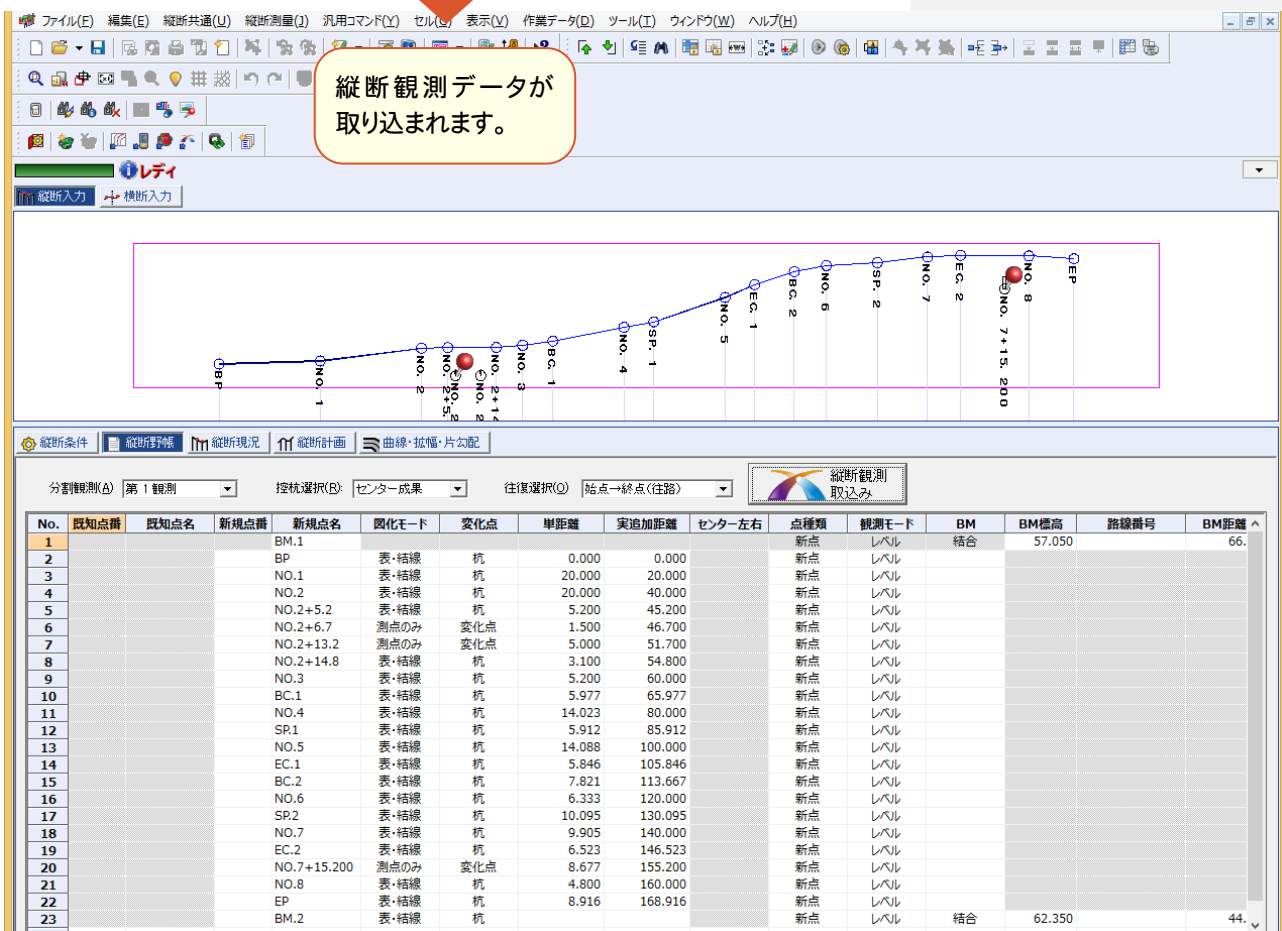 ファイル(F) 編集(E) 縦断共通(U) 縦断測量(J) 汎用コマンド(Y) セル 表示(V) 作業データ(D) ツール(T) ウィンドウ(W) ヘルプ(H)
縦断観測データが
取り込まれます。
レディ
縦断入力 横断入力
BP
NO. 1
NO. 2
NO. 2+5.
NO. 2
NO. 2
NO. 2+14
NO. 3
BC. 1
NO. 4
SP. 1
NO. 5
EC. 1
BC. 2
NO. 6
SP. 2
NO. 7
EC. 2
NO. 7+15. 200
NO. 8
EP
縦断条件 縦断野帳 縦断現況 縦断計画 曲線・拡幅・片勾配
分割観測(A) 第1観測 控杭選択(R): センター成果 往復選択(O) 始点→終点(往路) 縦断観測
取込み
No. 既知点番 既知点名 新規点番 新規点名 図化モード 変化点 単距離 実追加距離 センター左右 点種類 観測モード BM BM標高 路線番号 BM距離
1 BM.1 新点 レベル 結合 57.050 66.
2 BP 表・結線 杭 0.000 0.000 新点 レベル
3 NO.1 表・結線 杭 20.000 20.000 新点 レベル
4 NO.2 表・結線 杭 20.000 40.000 新点 レベル
5 NO.2+5.2 表・結線 杭 5.200 45.200 新点 レベル
6 NO.2+6.7 測点のみ 変化点 1.500 46.700 新点 レベル
7 NO.2+13.2 測点のみ 変化点 5.000 51.700 新点 レベル
8 NO.2+14.8 表・結線 杭 3.100 54.800 新点 レベル
9 NO.3 表・結線 杭 5.200 60.000 新点 レベル
10 BC.1 表・結線 杭 5.977 65.977 新点 レベル
11 NO.4 表・結線 杭 14.023 80.000 新点 レベル
12 SP.1 表・結線 杭 5.912 85.912 新点 レベル
13 NO.5 表・結線 杭 14.088 100.000 新点 レベル
14 EC.1 表・結線 杭 5.846 105.846 新点 レベル
15 BC.2 表・結線 杭 7.821 113.667 新点 レベル
16 NO.6 表・結線 杭 6.333 120.000 新点 レベル
17 SP.2 表・結線 杭 10.095 130.095 新点 レベル
18 NO.7 表・結線 杭 9.905 140.000 新点 レベル
19 EC.2 表・結線 杭 6.523 146.523 新点 レベル
20 NO.7+15.200 測点のみ 変化点 8.677 155.200 新点 レベル
21 NO.8 表・結線 杭 4.800 160.000 新点 レベル
22 EP 表・結線 杭 8.916 168.916 新点 レベル
23 BM.2 表・結線 杭 新点 レベル 結合 62.350 44.